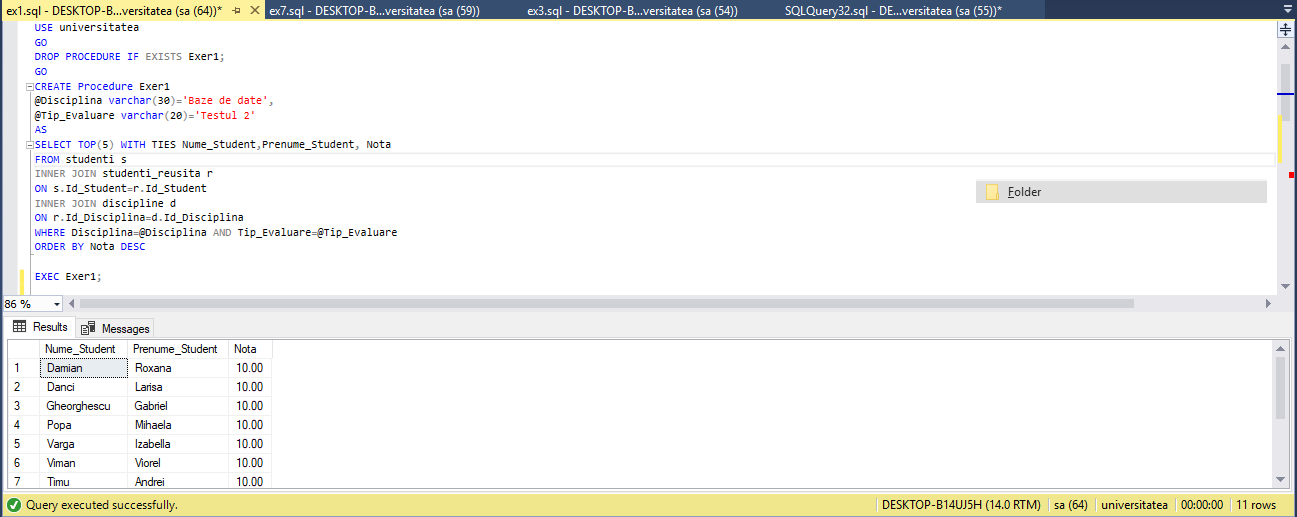 ex1.sql - DESKTOP-B...versitatea (sa (64))* ex7.sql - DESKTOP-B...versitatea (sa (59)) ex3.sql - DESKTOP-B...versitatea (sa (54)) SQLQuery32.sql - DE...versitatea (sa (55))*
USE universitatea
GO
DROP PROCEDURE IF EXISTS Exer1;
GO
CREATE Procedure Exer1
@Disciplina varchar(30)='Baze de date',
@Tip_Evaluare varchar(20)='Testul 2'
AS
SELECT TOP(5) WITH TIES Nume_Student,Prenume_Student, Nota
FROM studenti s
INNER JOIN studenti_reusita r
ON s.Id_Student=r.Id_Student
Folder
INNER JOIN discipline d
ON r.Id_Disciplina=d.Id_Disciplina
WHERE Disciplina=@Disciplina AND Tip_Evaluare=@Tip_Evaluare
ORDER BY Nota DESC
EXEC Exer1;
86 %
Results Messages
Nume_Student Prenume_Student Nota
1 Damian Roxana 10.00
2 Danci Larisa 10.00
3 Gheorghescu Gabriel 10.00
4 Popa Mihaela 10.00
5 Varga Izabella 10.00
6 Viman Viorel 10.00
7 Timu Andrei 10.00
Query executed successfully. DESKTOP-B14UJ5H (14.0 RTM) sa (64) universitatea 00:00:00 11 rows